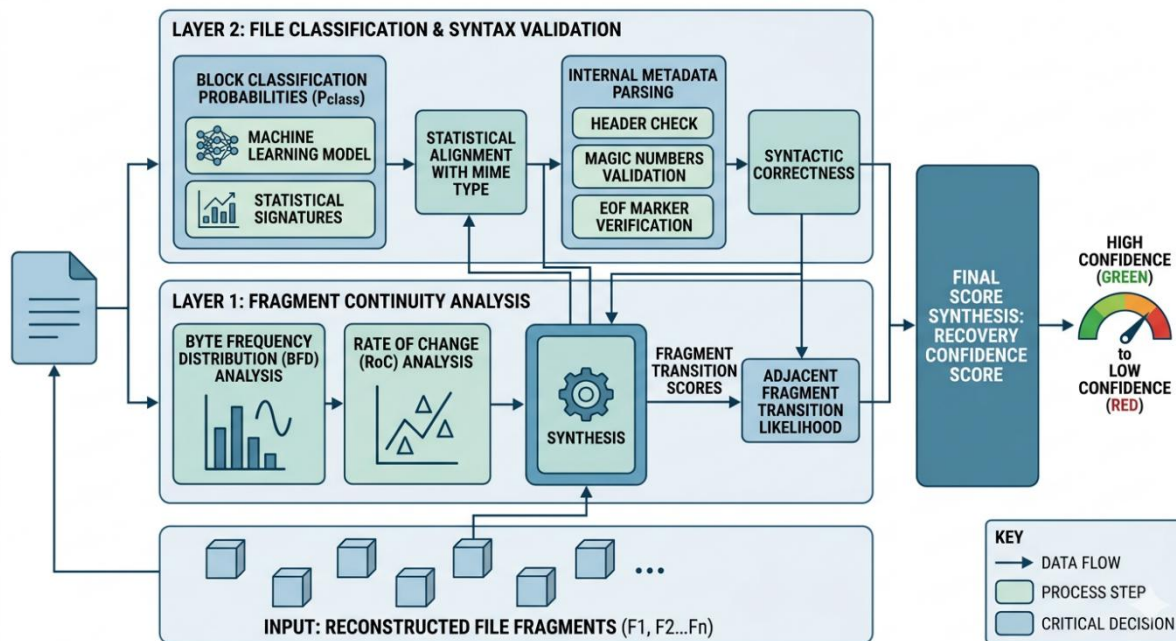 LAYER 2: FILE CLASSIFICATION & SYNTAX VALIDATION
BLOCK CLASSIFICATION
PROBABILITIES (Pclass)
MACHINE
LEARNING MODEL
STATISTICAL
SIGNATURES
STATISTICAL
ALIGNMENT
WITH MIME
TYPE
INTERNAL METADATA
PARSING
HEADER CHECK
MAGIC NUMBERS
VALIDATION
EOF MARKER
VERIFICATION
SYNTACTIC
CORRECTNESS
LAYER 1: FRAGMENT CONTINUITY ANALYSIS
BYTE FREQUENCY
DISTRIBUTION (BFD)
ANALYSIS
RATE OF CHANGE
(RoC) ANALYSIS
SYNTHESIS
FRAGMENT
TRANSITION
SCORES
ADJACENT
FRAGMENT
TRANSITION
LIKELIHOOD
FINAL
SCORE
SYNTHESIS:
RECOVERY
CONFIDENCE
SCORE
HIGH
CONFIDENCE
(GREEN)
to
LOW
CONFIDENCE
(RED)
...
INPUT: RECONSTRUCTED FILE FRAGMENTS (F1, F2...Fn)
KEY
DATA FLOW
PROCESS STEP
CRITICAL DECISION